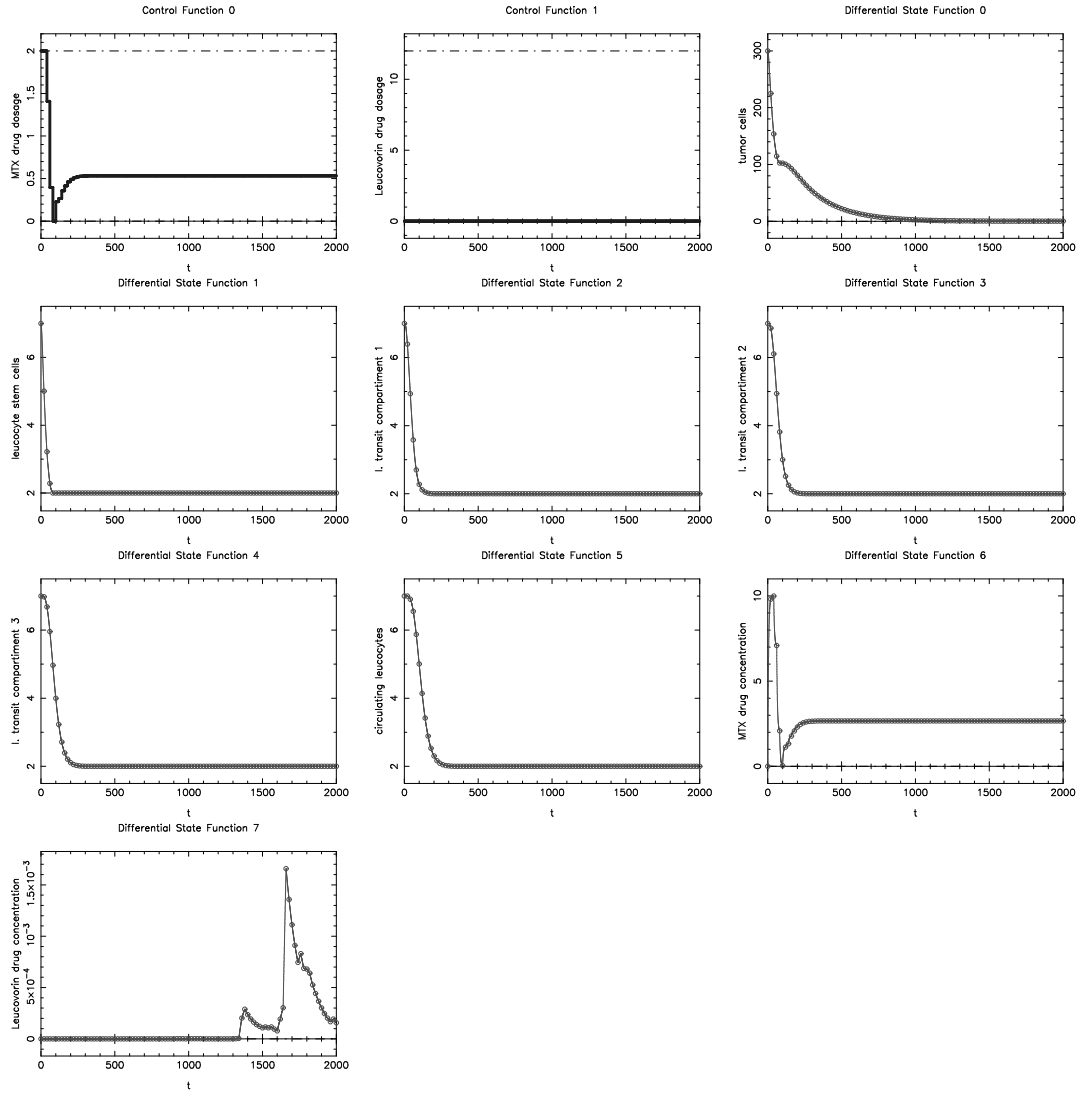 Control Function 0
MTX drug dosage
0 0.5 1 1.5 2
0 500 1000 1500 2000
t
Control Function 1
Leucovorin drug dosage
0 5 10
0 500 1000 1500 2000
t
Differential State Function 0
tumor cells
0 100 200 300
0 500 1000 1500 2000
t
Differential State Function 1
leucocyte stem cells
2 4 6
0 500 1000 1500 2000
t
Differential State Function 2
l. transit compartiment 1
2 4 6
0 500 1000 1500 2000
t
Differential State Function 3
l. transit compartiment 2
2 4 6
0 500 1000 1500 2000
t
Differential State Function 4
l. transit compartiment 3
2 4 6
0 500 1000 1500 2000
t
Differential State Function 5
circulating leucocytes
2 4 6
0 500 1000 1500 2000
t
Differential State Function 6
MTX drug concentration
0 5 10
0 500 1000 1500 2000
t
Differential State Function 7
Leucovorin drug concentration
0 5×10⁻⁴ 10⁻³ 1.5×10⁻³
0 500 1000 1500 2000
t